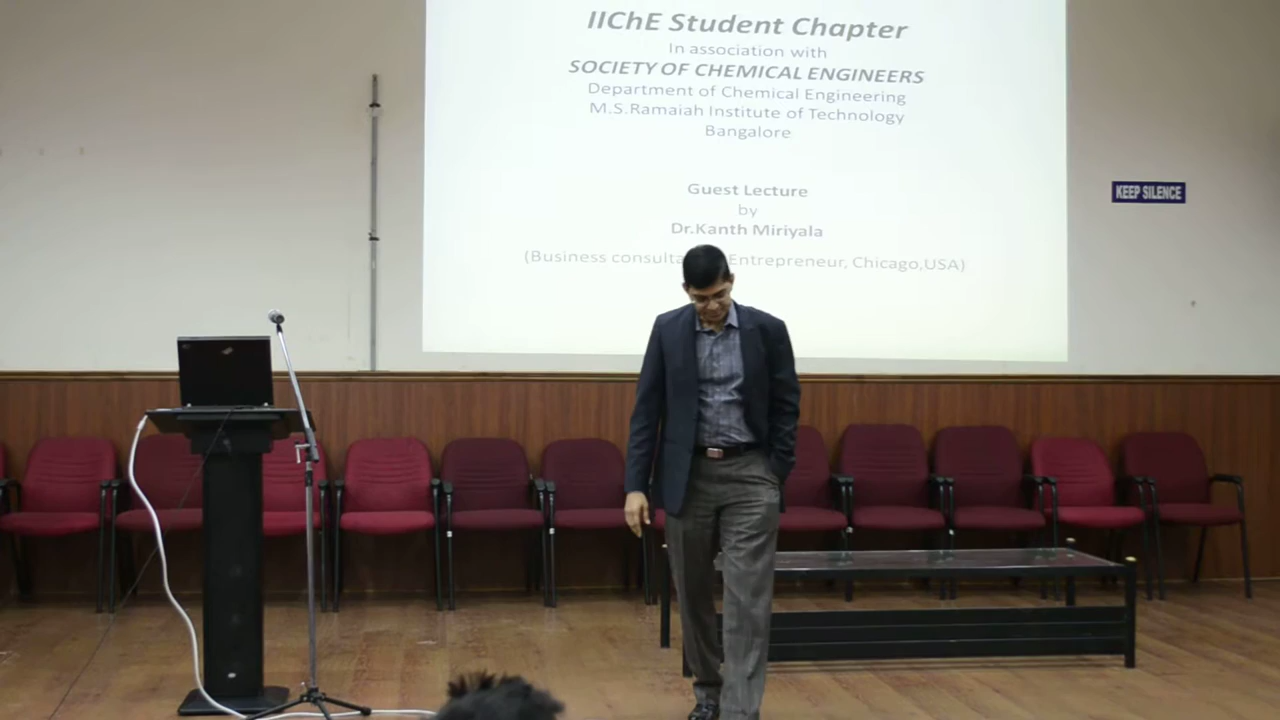 IIChE Student Chapter
In association with
SOCIETY OF CHEMICAL ENGINEERS
Department of Chemical Engineering
M.S.Ramaiah Institute of Technology
Bangalore
Guest Lecture
by
Dr.Kanth Miriyala
(Business Entrepreneur, Chicago,USA)
KEEP SILENCE